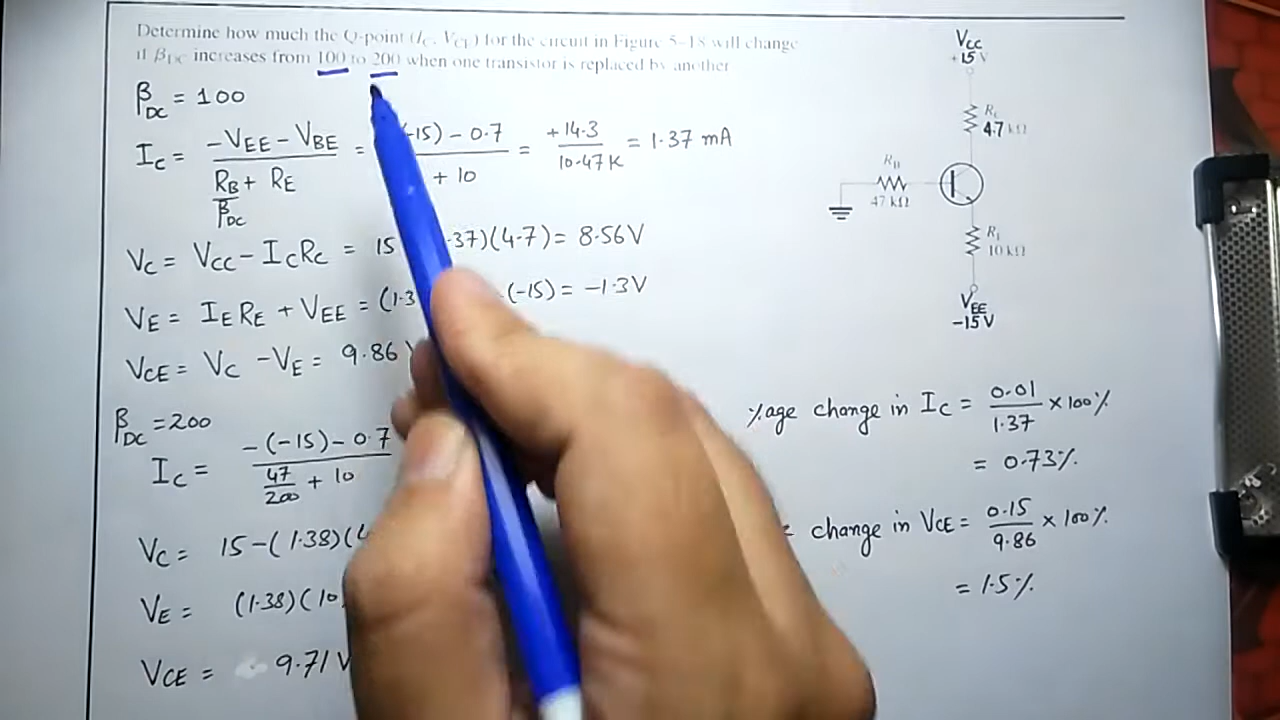 Determine how much the Q-point (IC, VCE) for the circuit in Figure 5–18 will change
if βDC increases from 100 to 200 when one transistor is replaced by another
βDC = 100
IC = (-VEE - VBE) / (RB/βDC + RE) = (-15) - 0.7 / + 10 = +14.3 / 10.47K = 1.37 mA
VC = VCC - ICRC = 15 .37)(4.7) = 8.56V
VE = IERE + VEE = (1.3 (-15) = -1.3V
VCE = VC - VE = 9.86
βDC = 200
IC = (-(-15) - 0.7) / (47/200 + 10)
VC = 15 - (1.38)(
VE = (1.38)(10
VCE = 9.71V
VCC
+15V
RC
4.7 kΩ
RB
47 kΩ
RE
10 kΩ
VEE
-15V
%age change in IC = 0.01/1.37 × 100%
= 0.73%
change in VCE = 0.15/9.86 × 100%
= 1.5%